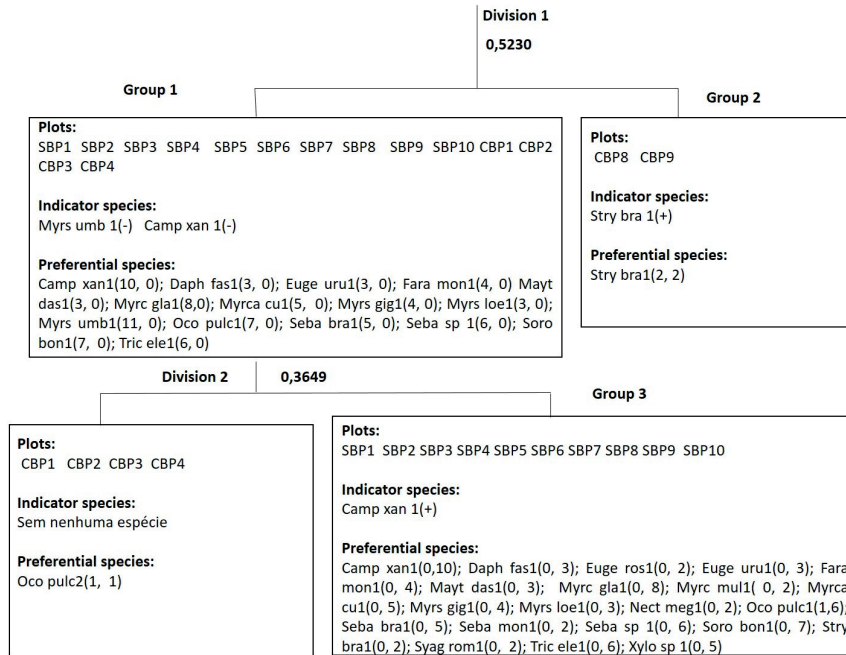 Division 1
0,5230
Group 1
Group 2
Plots:
SBP1 SBP2 SBP3 SBP4 SBP5 SBP6 SBP7 SBP8 SBP9 SBP10 CBP1 CBP2
CBP3 CBP4
Indicator species:
Myrs umb 1(-) Camp xan 1(-)
Preferential species:
Camp xan1(10, 0); Daph fas1(3, 0); Euge uru1(3, 0); Fara mon1(4, 0) Mayt
das1(3, 0); Myrc gla1(8,0); Myrca cu1(5, 0); Myrs gig1(4, 0); Myrs loe1(3, 0);
Myrs umb1(11, 0); Oco pulc1(7, 0); Seba bra1(5, 0); Seba sp 1(6, 0); Soro
bon1(7, 0); Tric ele1(6, 0)
Plots:
CBP8 CBP9
Indicator species:
Stry bra 1(+)
Preferential species:
Stry bra1(2, 2)
Division 2
0,3649
Group 3
Plots:
CBP1 CBP2 CBP3 CBP4
Indicator species:
Sem nenhuma espécie
Preferential species:
Oco pulc2(1, 1)
Plots:
SBP1 SBP2 SBP3 SBP4 SBP5 SBP6 SBP7 SBP8 SBP9 SBP10
Indicator species:
Camp xan 1(+)
Preferential species:
Camp xan1(0,10); Daph fas1(0, 3); Euge ros1(0, 2); Euge uru1(0, 3); Fara
mon1(0, 4); Mayt das1(0, 3); Myrc gla1(0, 8); Myrc mul1( 0, 2); Myrca
cu1(0, 5); Myrs gig1(0, 4); Myrs loe1(0, 3); Nect meg1(0, 2); Oco pulc1(1,6);
Seba bra1(0, 5); Seba mon1(0, 2); Seba sp 1(0, 6); Soro bon1(0, 7); Stry
bra1(0, 2); Syag rom1(0, 2); Tric ele1(0, 6); Xylo sp 1(0, 5)